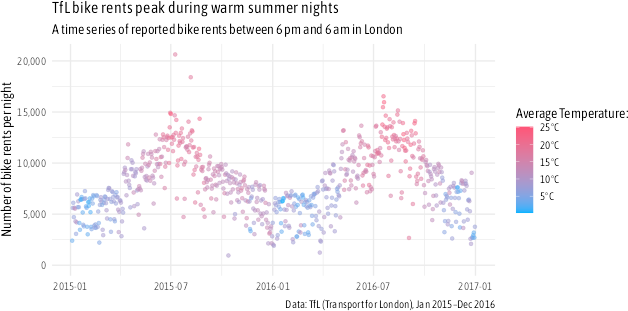 TfL bike rents peak during warm summer nights
A time series of reported bike rents between 6 pm and 6 am in London
Number of bike rents per night
20,000
15,000
10,000
5,000
0
2015-01
2015-07
2016-01
2016-07
2017-01
Average Temperature:
25°C
20°C
15°C
10°C
5°C
Data: TfL (Transport for London), Jan 2015–Dec 2016